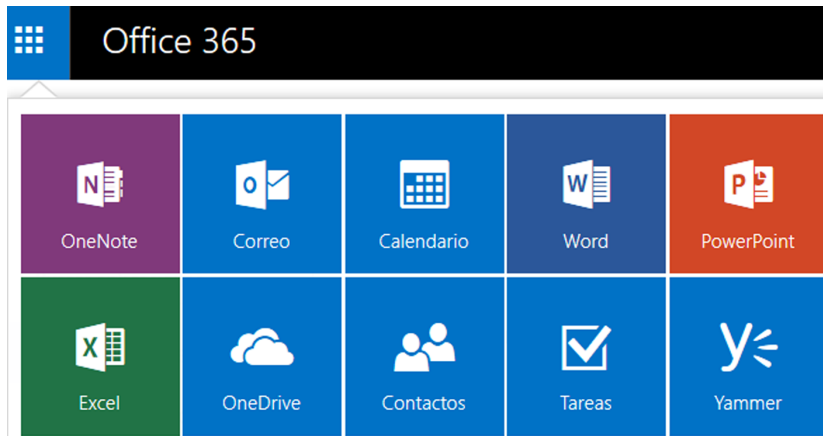 Office 365
N
O
W
P
OneNote
Correo
Calendario
Word
PowerPoint
X
Y
Excel
OneDrive
Contactos
Tareas
Yammer